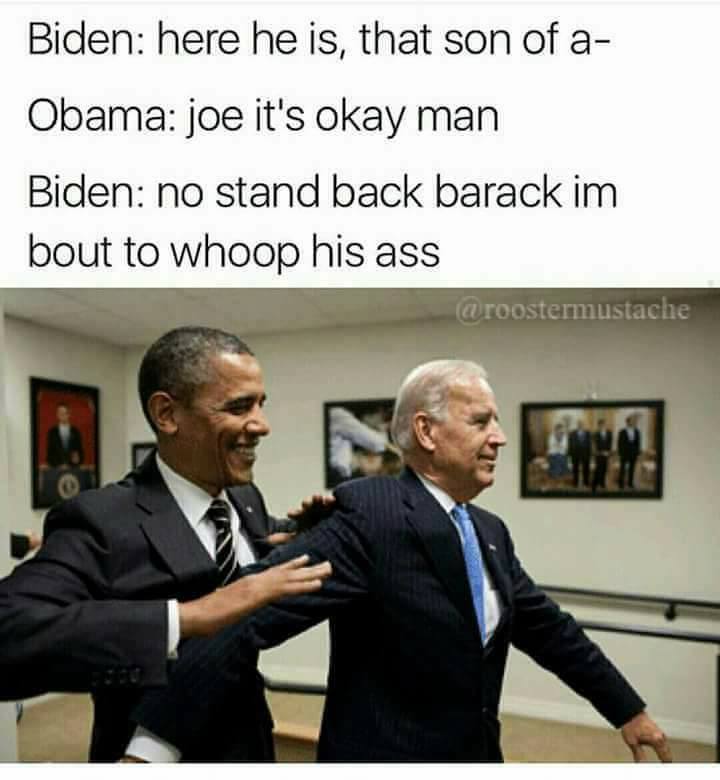 Biden: here he is, that son of a-
Obama: joe it's okay man
Biden: no stand back barack im
bout to whoop his ass
@roostermustache